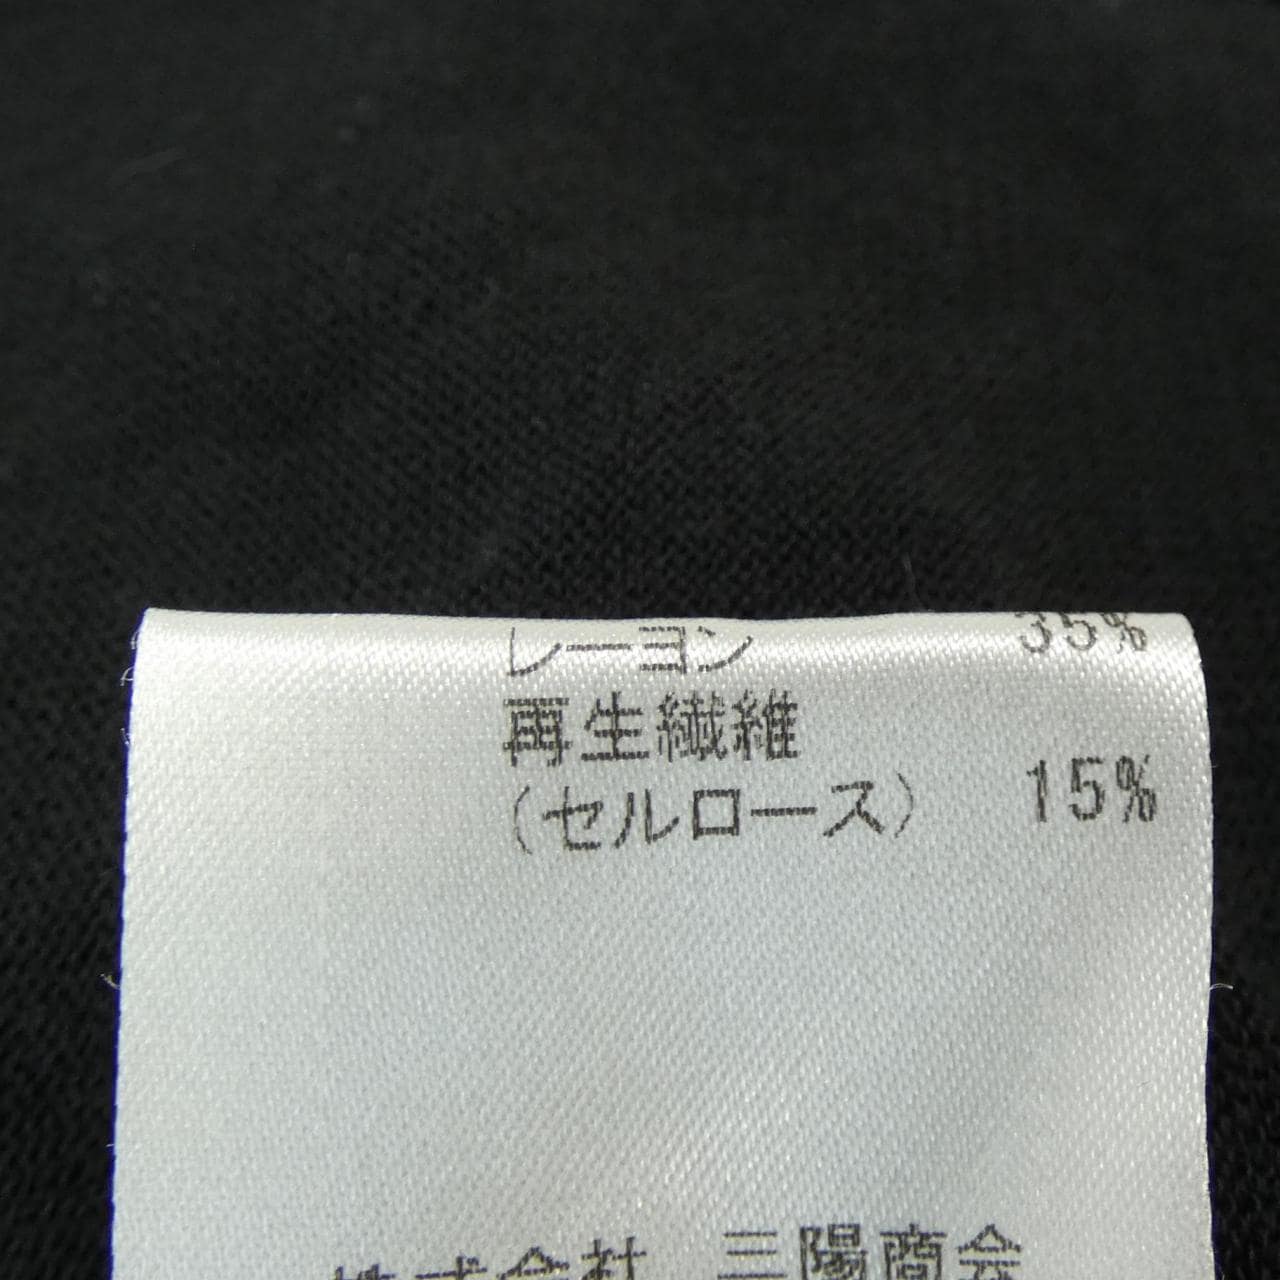 レーヨン 35%
再生繊維
(セルロース) 15%
株式会社 三陽商会